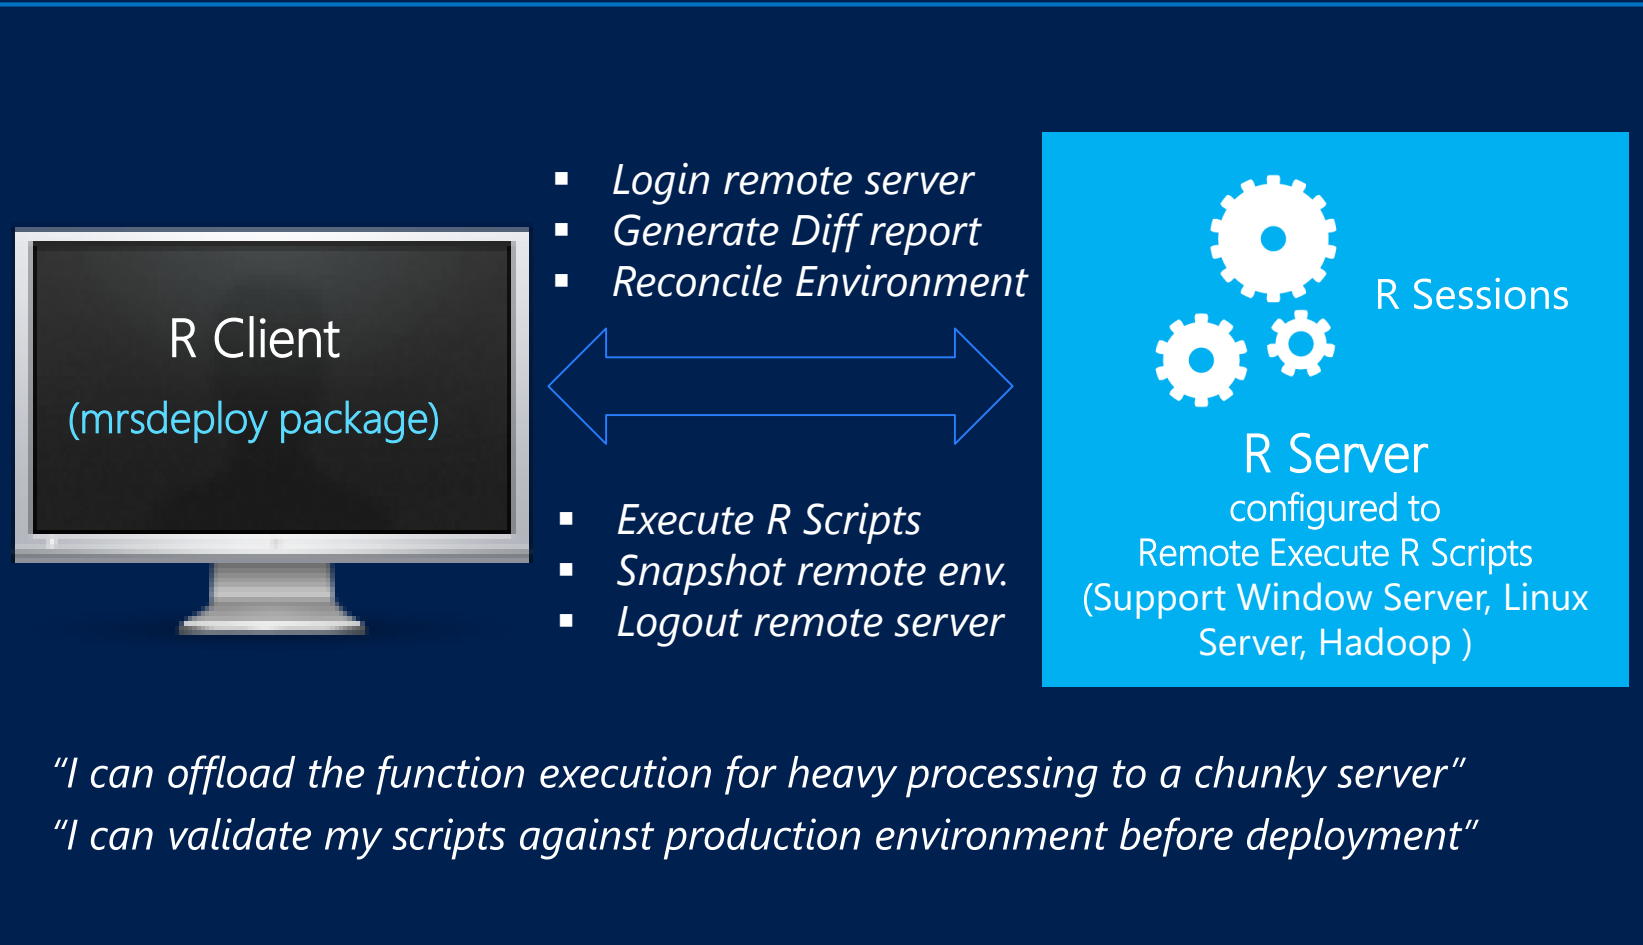 R Client
(mrsdeploy package)
▪ Login remote server
▪ Generate Diff report
▪ Reconcile Environment
▪ Execute R Scripts
▪ Snapshot remote env.
▪ Logout remote server
R Sessions
R Server
configured to
Remote Execute R Scripts
(Support Window Server, Linux
Server, Hadoop )
“I can offload the function execution for heavy processing to a chunky server”
“I can validate my scripts against production environment before deployment”